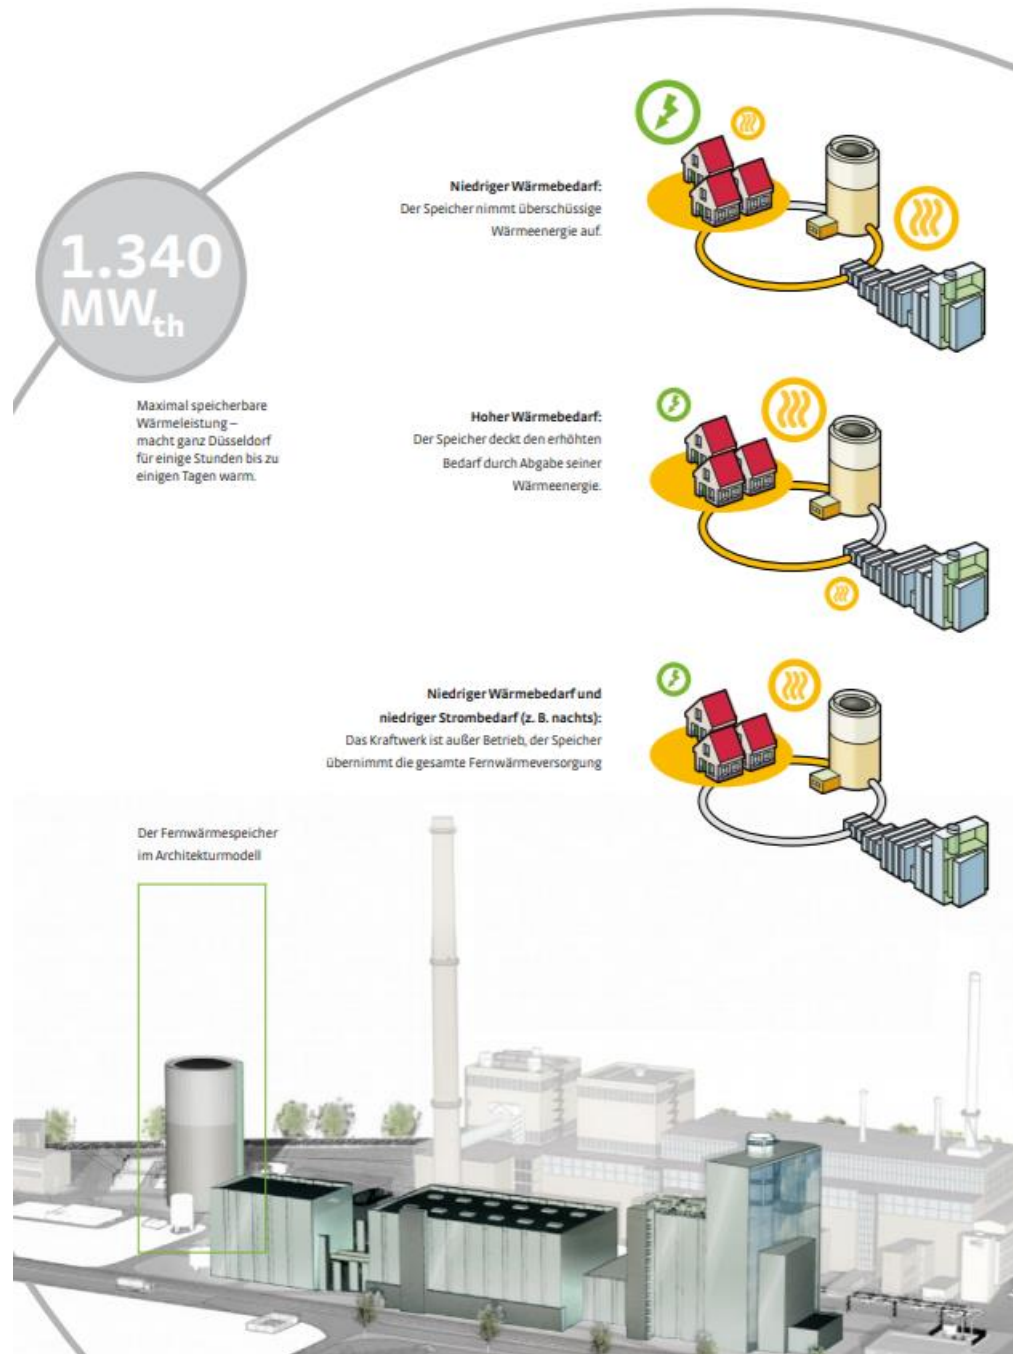 1.340
MWth
Maximal speicherbare
Wärmeleistung –
macht ganz Düsseldorf
für einige Stunden bis zu
einigen Tagen warm.
Niedriger Wärmebedarf:
Der Speicher nimmt überschüssige
Wärmeenergie auf.
Hoher Wärmebedarf:
Der Speicher deckt den erhöhten
Bedarf durch Abgabe seiner
Wärmeenergie.
Niedriger Wärmebedarf und
niedriger Strombedarf (z. B. nachts):
Das Kraftwerk ist außer Betrieb, der Speicher
übernimmt die gesamte Fernwärmeversorgung
Der Fernwärmespeicher
im Architekturmodell